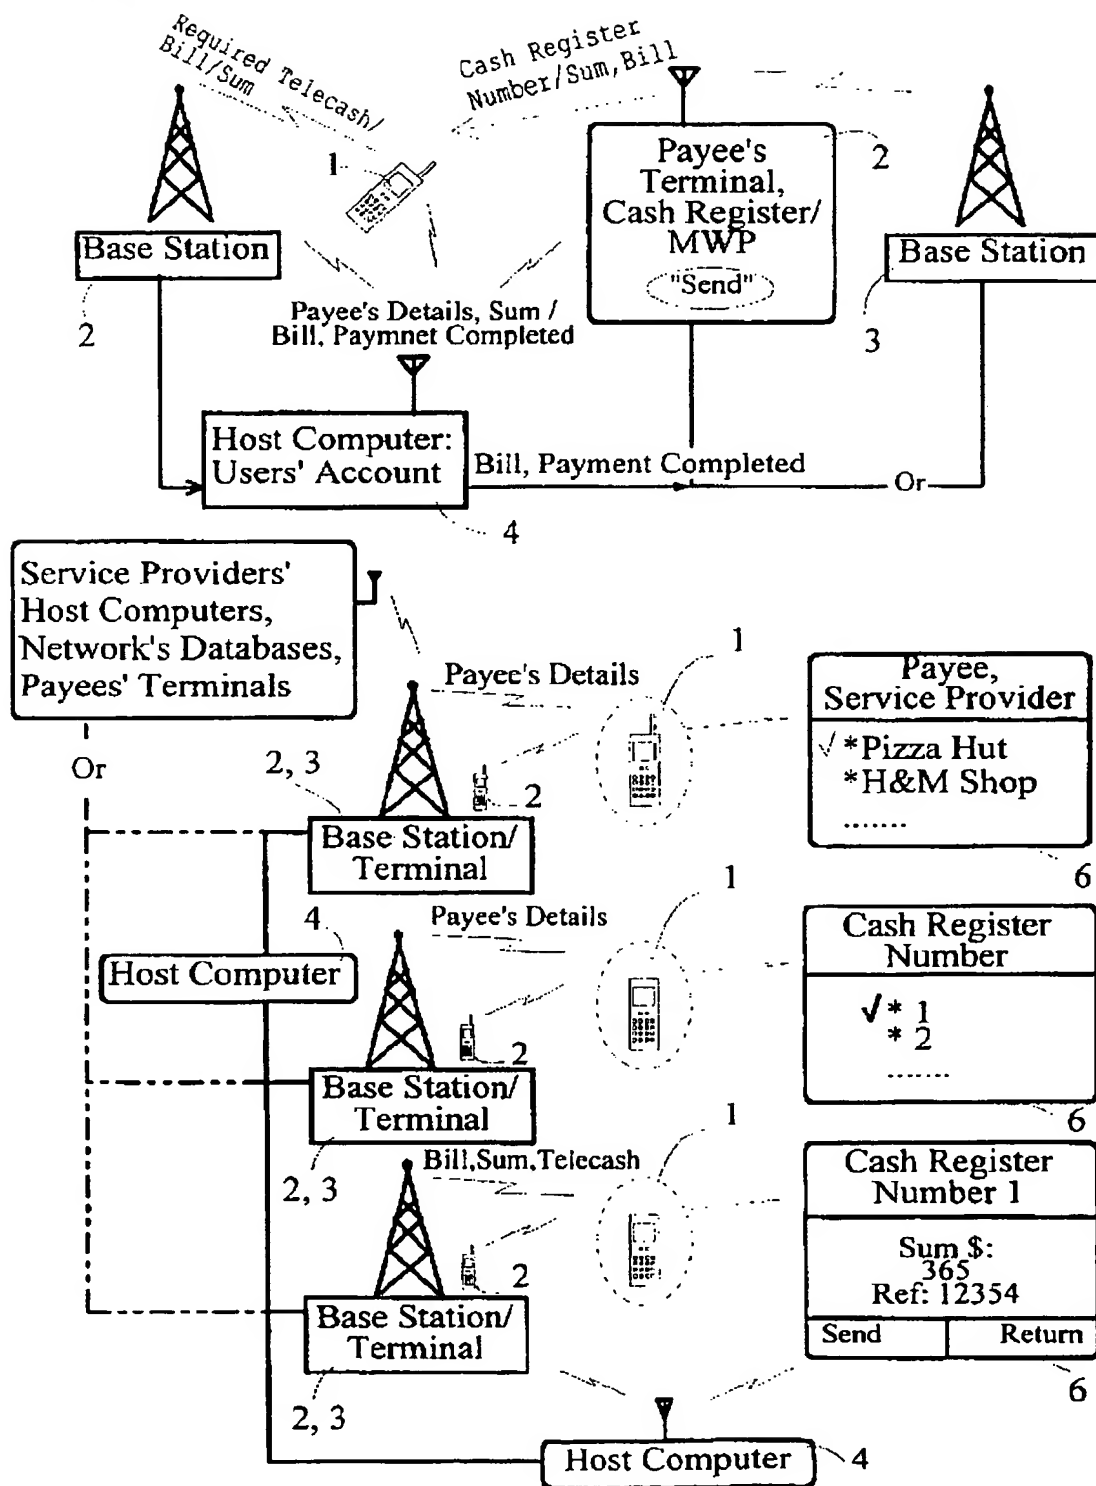 Required Telecash/
Bill/Sum
Cash Register
Number/Sum,Bill
1
2
Payee's
Terminal,
Cash Register/
MWP
"Send"
Base Station
Base Station
2
3
Payee's Details, Sum /
Bill, Paymnet Completed
Host Computer:
Users' Account
Bill, Payment Completed
Or
4
Service Providers'
Host Computers,
Network's Databases,
Payees' Terminals
Or
Payee's Details
1
Payee,
Service Provider
✓ *Pizza Hut
*H&M Shop
.......
6
2, 3
2
Base Station/
Terminal
4
Host Computer
Payee's Details
1
Cash Register
Number
✓* 1
* 2
.......
6
2
Base Station/
Terminal
2, 3
Bill,Sum,Telecash
1
Cash Register
Number 1
Sum $:
365
Ref: 12354
Send Return
6
2
Base Station/
Terminal
2, 3
Host Computer
4